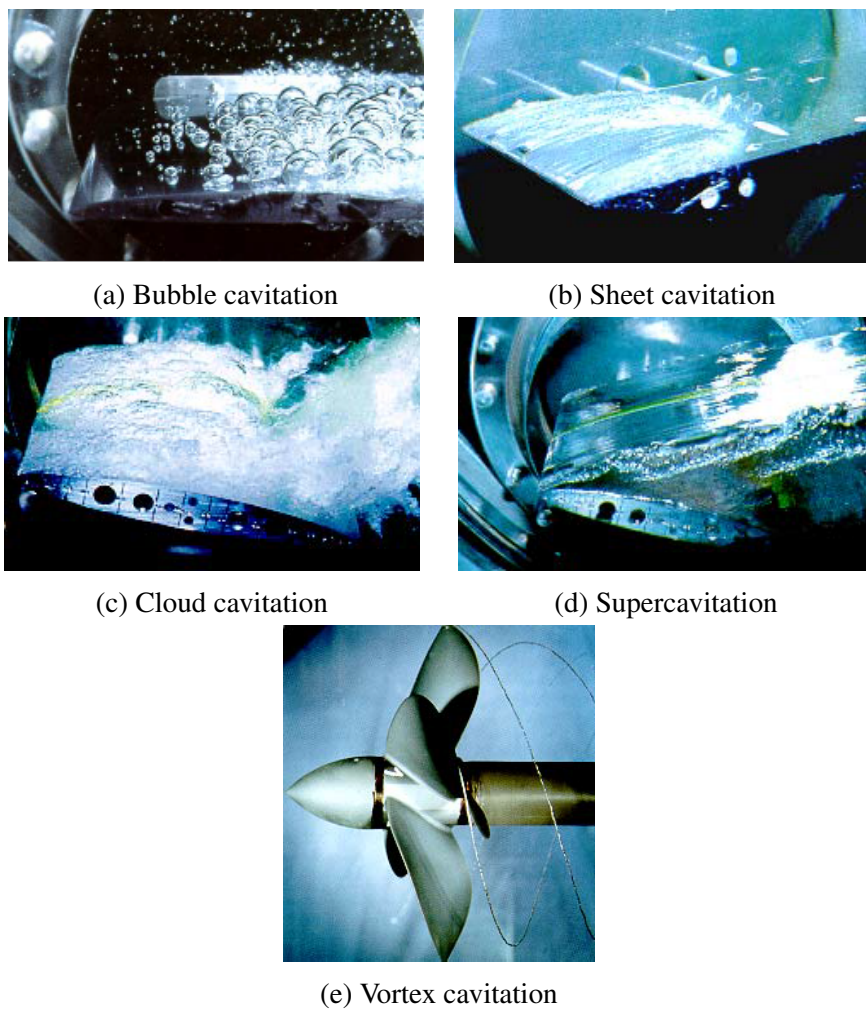 (a) Bubble cavitation
(b) Sheet cavitation
(c) Cloud cavitation
(d) Supercavitation
(e) Vortex cavitation